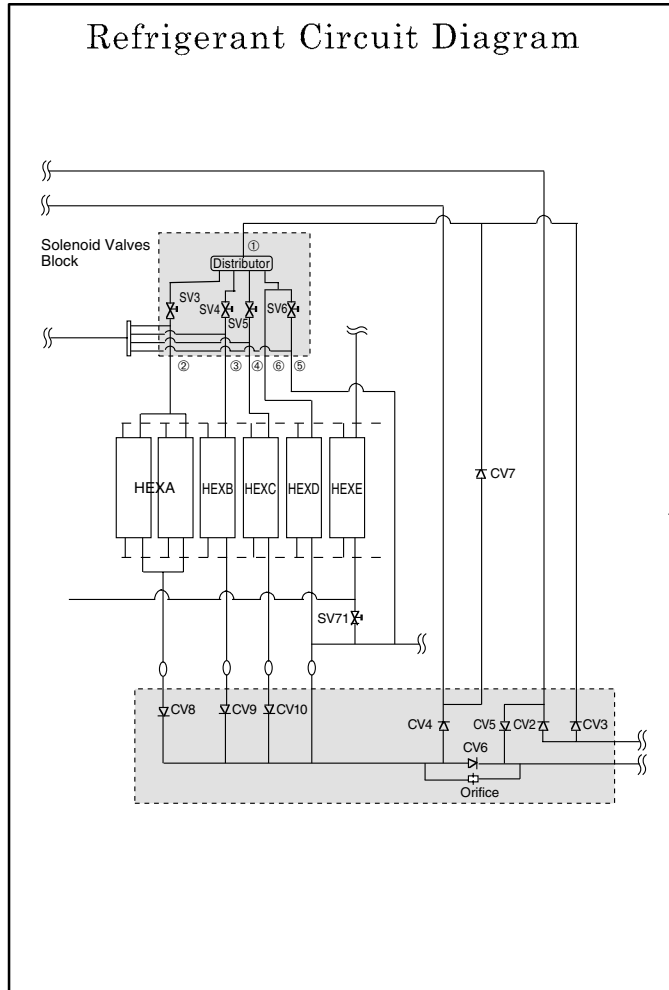 Refrigerant Circuit Diagram
Solenoid Valves
Block
①
Distributor
SV3
SV4
SV5
SV6
② ③ ④ ⑥ ⑤
HEXA HEXB HEXC HEXD HEXE
CV7
SV71
CV8 CV9 CV10
CV4 CV5 CV2 CV3
CV6
Orifice